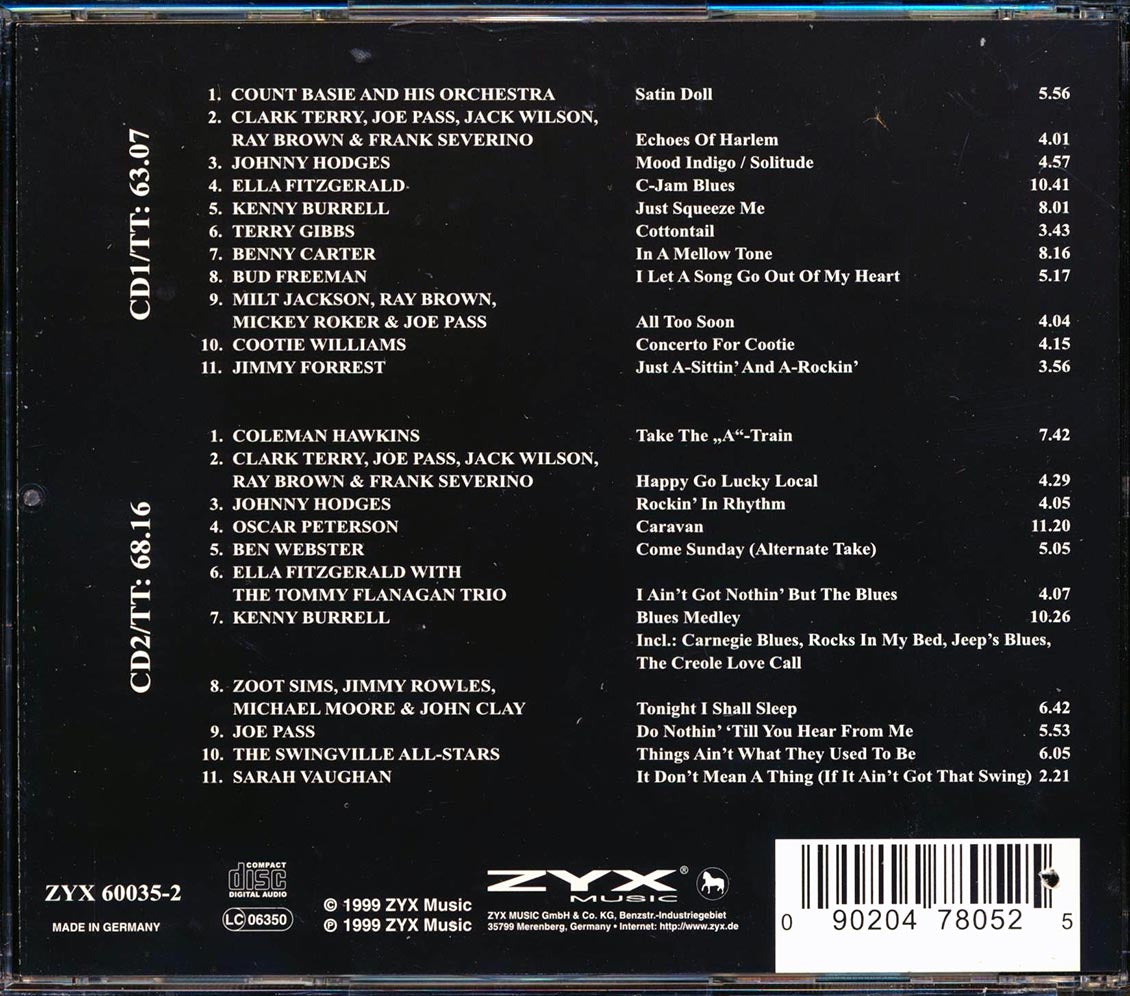 CD1/TT: 63.07
1. COUNT BASIE AND HIS ORCHESTRA Satin Doll 5.56
2. CLARK TERRY, JOE PASS, JACK WILSON,
RAY BROWN & FRANK SEVERINO Echoes Of Harlem 4.01
3. JOHNNY HODGES Mood Indigo / Solitude 4.57
4. ELLA FITZGERALD C-Jam Blues 10.41
5. KENNY BURRELL Just Squeeze Me 8.01
6. TERRY GIBBS Cottontail 3.43
7. BENNY CARTER In A Mellow Tone 8.16
8. BUD FREEMAN I Let A Song Go Out Of My Heart 5.17
9. MILT JACKSON, RAY BROWN,
MICKEY ROKER & JOE PASS All Too Soon 4.04
10. COOTIE WILLIAMS Concerto For Cootie 4.15
11. JIMMY FORREST Just A-Sittin’ And A-Rockin’ 3.56
CD2/TT: 68.16
1. COLEMAN HAWKINS Take The „A“-Train 7.42
2. CLARK TERRY, JOE PASS, JACK WILSON,
RAY BROWN & FRANK SEVERINO Happy Go Lucky Local 4.29
3. JOHNNY HODGES Rockin’ In Rhythm 4.05
4. OSCAR PETERSON Caravan 11.20
5. BEN WEBSTER Come Sunday (Alternate Take) 5.05
6. ELLA FITZGERALD WITH
THE TOMMY FLANAGAN TRIO I Ain’t Got Nothin’ But The Blues 4.07
7. KENNY BURRELL Blues Medley 10.26
Incl.: Carnegie Blues, Rocks In My Bed, Jeep’s Blues,
The Creole Love Call
8. ZOOT SIMS, JIMMY ROWLES,
MICHAEL MOORE & JOHN CLAY Tonight I Shall Sleep 6.42
9. JOE PASS Do Nothin’ ‘Till You Hear From Me 5.53
10. THE SWINGVILLE ALL-STARS Things Ain’t What They Used To Be 6.05
11. SARAH VAUGHAN It Don’t Mean A Thing (If It Ain’t Got That Swing) 2.21
ZYX 60035-2
MADE IN GERMANY
COMPACT
disc
DIGITAL AUDIO
LC 06350
© 1999 ZYX Music
℗ 1999 ZYX Music
ZYX®
MUSIC
ZYX MUSIC GmbH & Co. KG, Benzstr.-Industriegebiet
35799 Merenberg, Germany • Internet: http://www.zyx.de
0 90204 78052 5